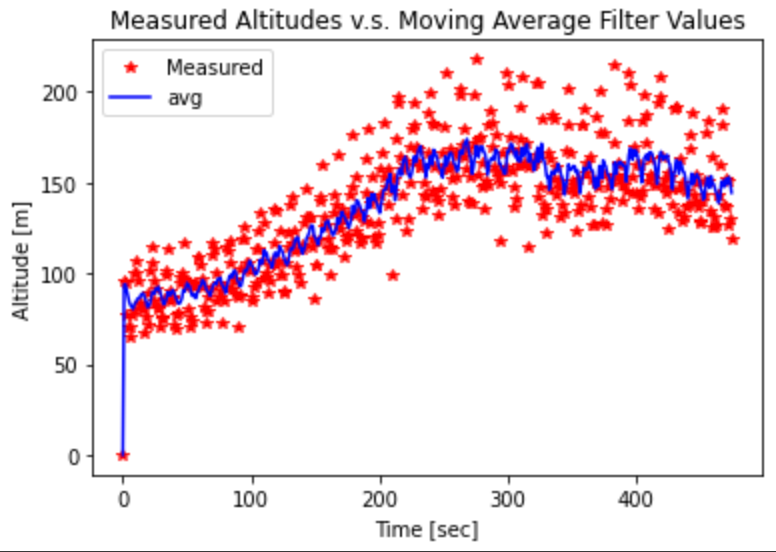 Measured Altitudes v.s. Moving Average Filter Values
Measured
avg
200
150
100
50
0
Altitude [m]
0 100 200 300 400
Time [sec]